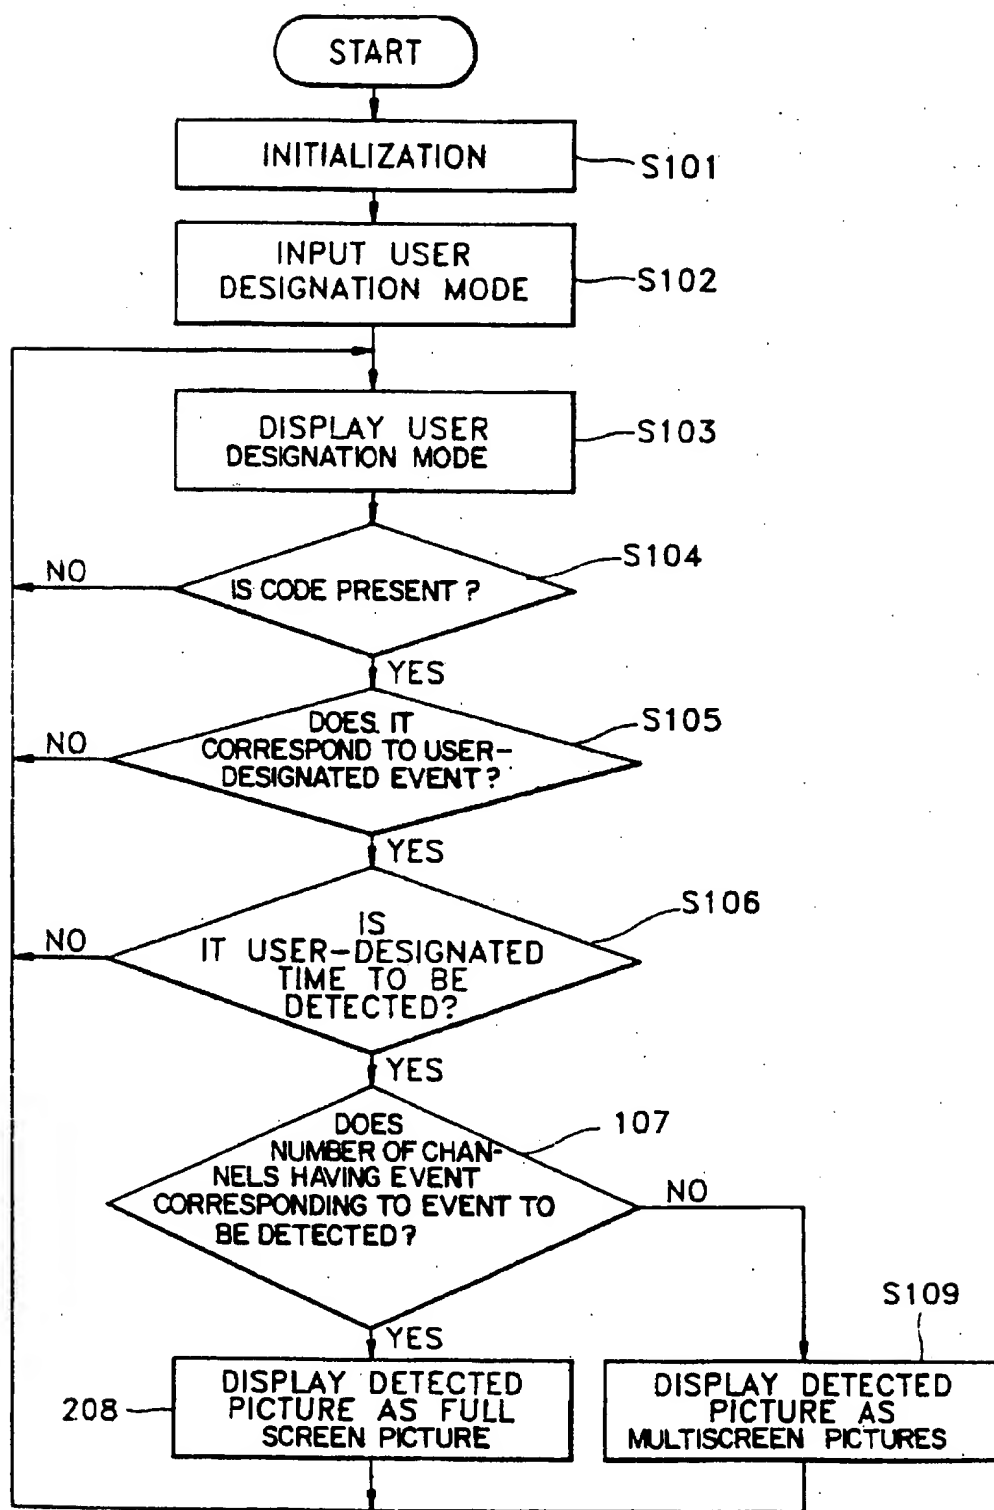 START
INITIALIZATION
S101
INPUT USER
DESIGNATION MODE
S102
DISPLAY USER
DESIGNATION MODE
S103
IS CODE PRESENT ?
S104
NO
YES
DOES IT
CORRESPOND TO USER-
DESIGNATED EVENT ?
S105
NO
YES
IS
IT USER-DESIGNATED
TIME TO BE
DETECTED?
S106
NO
YES
DOES
NUMBER OF CHAN-
NELS HAVING EVENT
CORRESPONDING TO EVENT TO
BE DETECTED?
107
NO
YES
S109
DISPLAY DETECTED
PICTURE AS FULL
SCREEN PICTURE
208
DISPLAY DETECTED
PICTURE AS
MULTISCREEN PICTURES